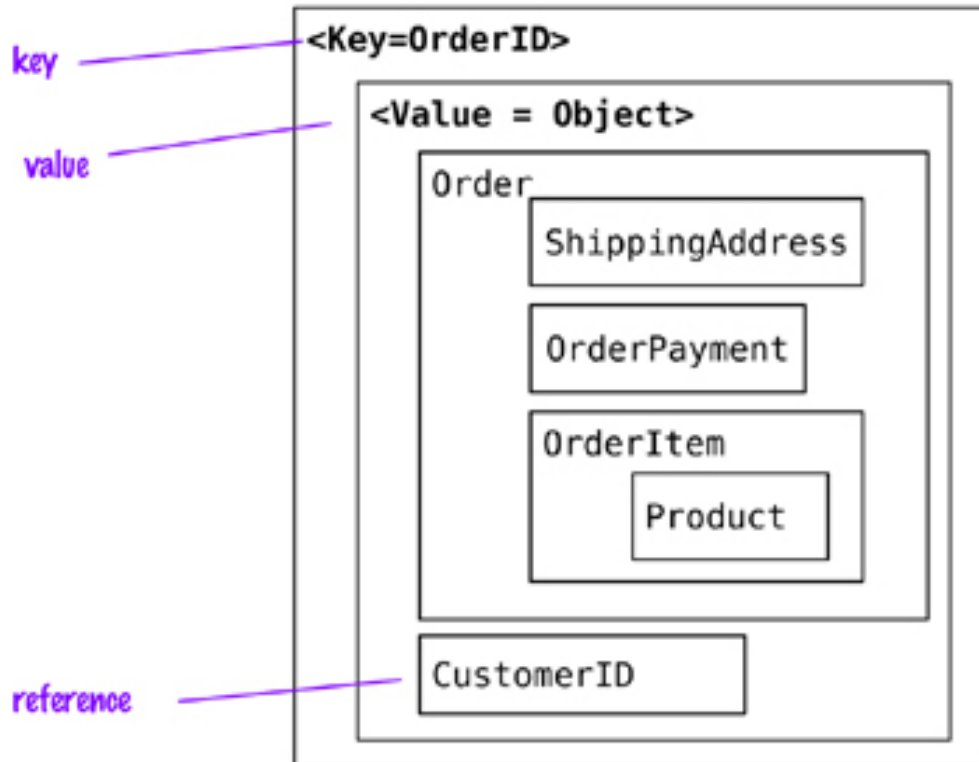 key
<Key=OrderID>
value
<Value = Object>
Order
ShippingAddress
OrderPayment
OrderItem
Product
reference
CustomerID